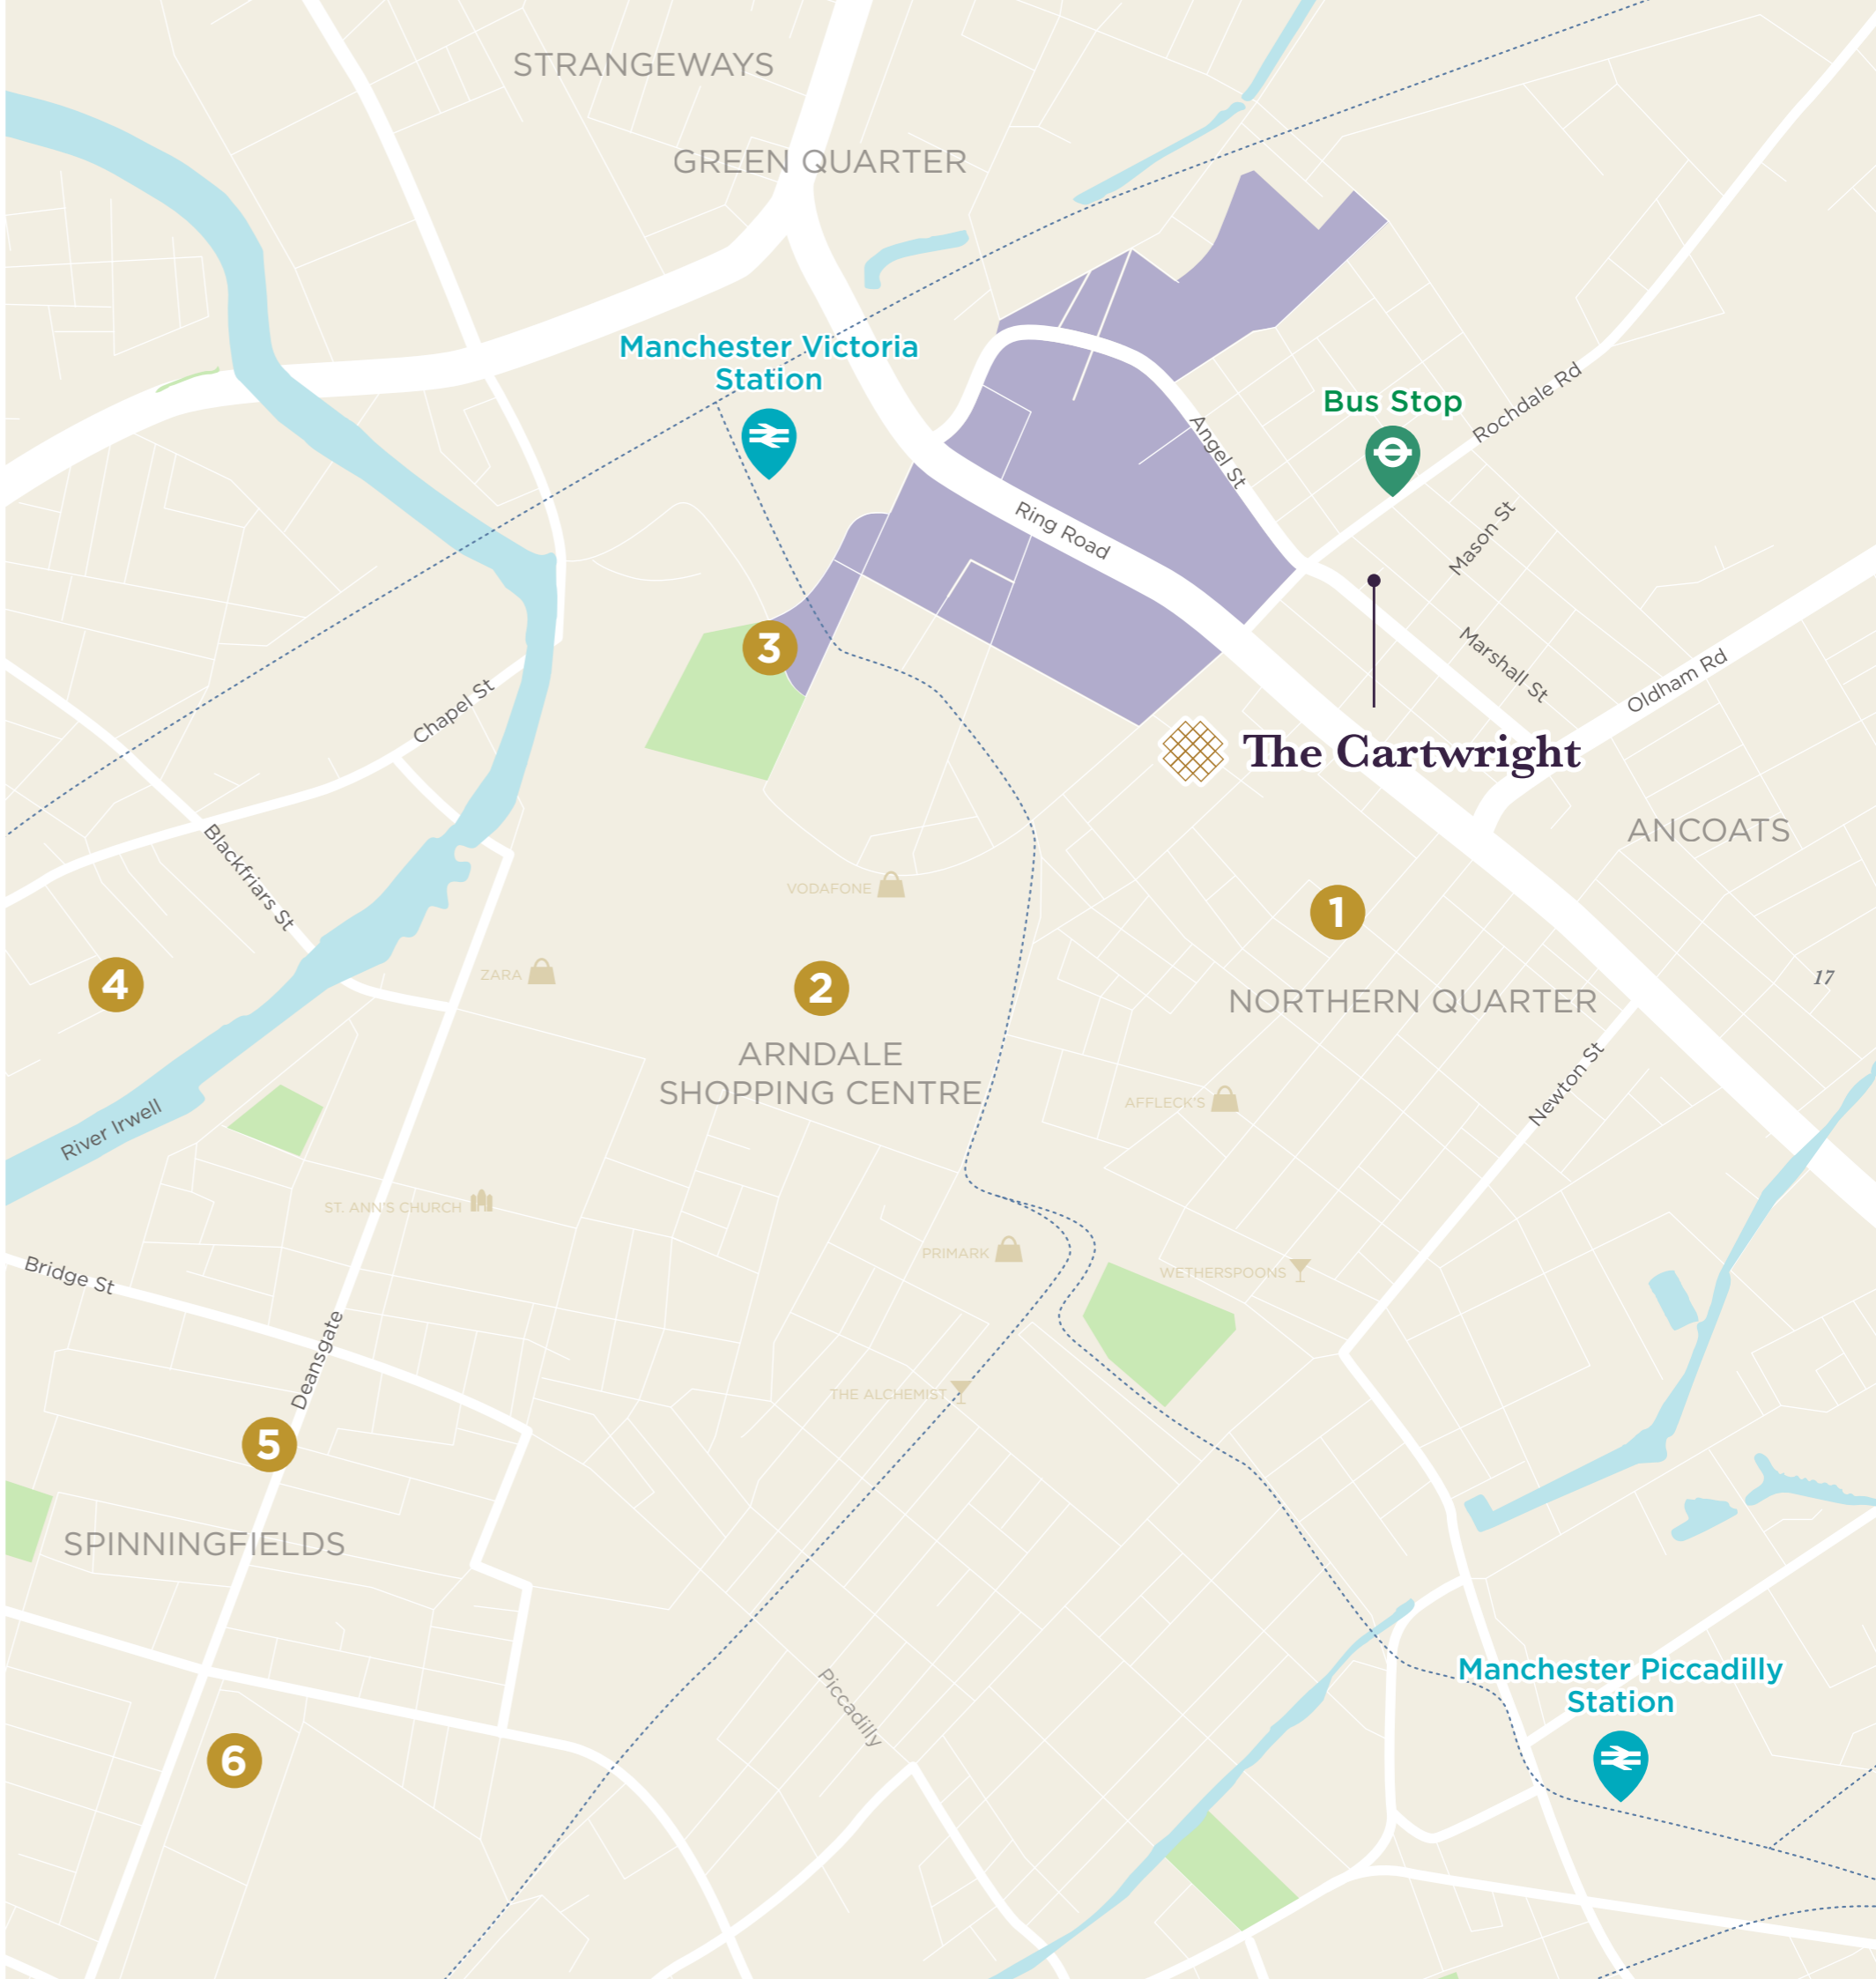 STRANGEWAYS
GREEN QUARTER
Manchester Victoria
Station
Bus Stop
Rochdale Rd
Angel St
Ring Road
Mason St
Marshall St
Oldham Rd
3
Chapel St
The Cartwright
ANCOATS
Blackfriars St
VODAFONE
1
ZARA
4
2
17
NORTHERN QUARTER
ARNDALE
SHOPPING CENTRE
AFFLECK'S
Newton St
River Irwell
ST. ANN'S CHURCH
PRIMARK
WETHERSPOONS
Bridge St
Deansgate
THE ALCHEMIST
5
SPINNINGFIELDS
Manchester Piccadilly
Station
Piccadilly
6